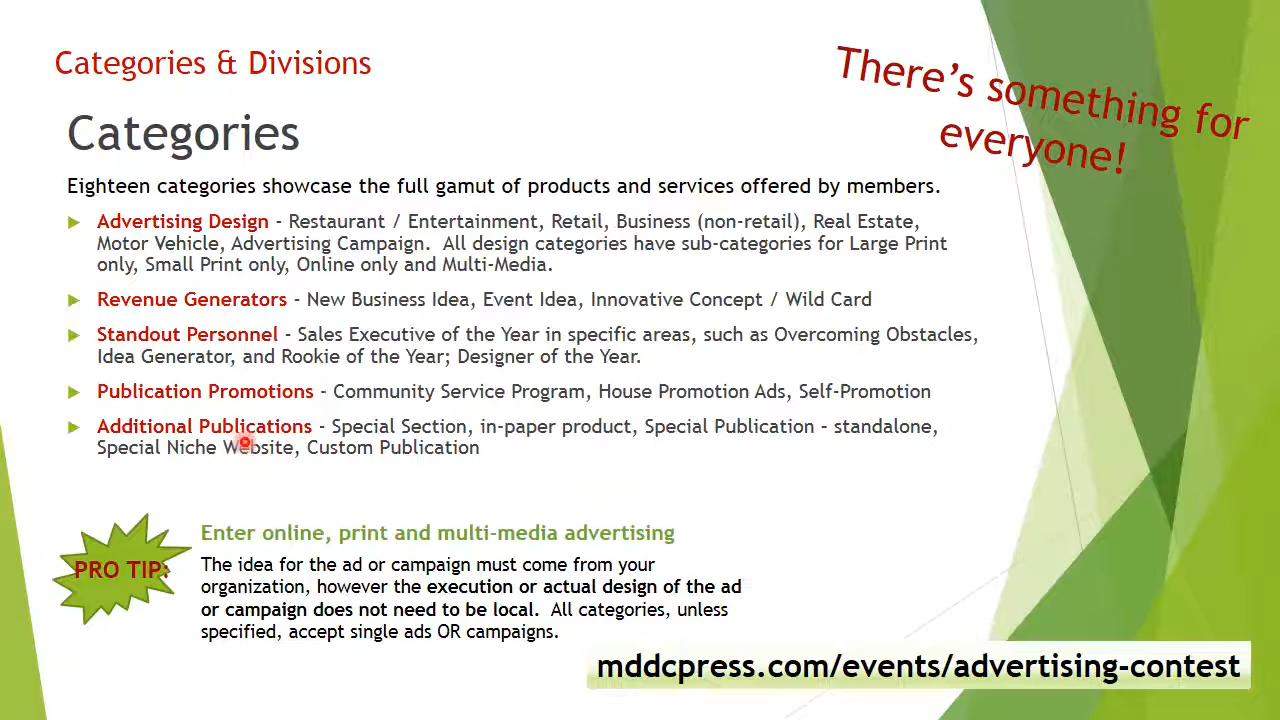 Categories & Divisions
There's something for
everyone!
Categories
Eighteen categories showcase the full gamut of products and services offered by members.
Advertising Design - Restaurant / Entertainment, Retail, Business (non-retail), Real Estate,
Motor Vehicle, Advertising Campaign.  All design categories have sub-categories for Large Print
only, Small Print only, Online only and Multi-Media.
Revenue Generators - New Business Idea, Event Idea, Innovative Concept / Wild Card
Standout Personnel - Sales Executive of the Year in specific areas, such as Overcoming Obstacles,
Idea Generator, and Rookie of the Year; Designer of the Year.
Publication Promotions - Community Service Program, House Promotion Ads, Self-Promotion
Additional Publications - Special Section, in-paper product, Special Publication – standalone,
Special Niche Website, Custom Publication
PRO TIP:
Enter online, print and multi-media advertising
The idea for the ad or campaign must come from your
organization, however the execution or actual design of the ad
or campaign does not need to be local.  All categories, unless
specified, accept single ads OR campaigns.
mddcpress.com/events/advertising-contest